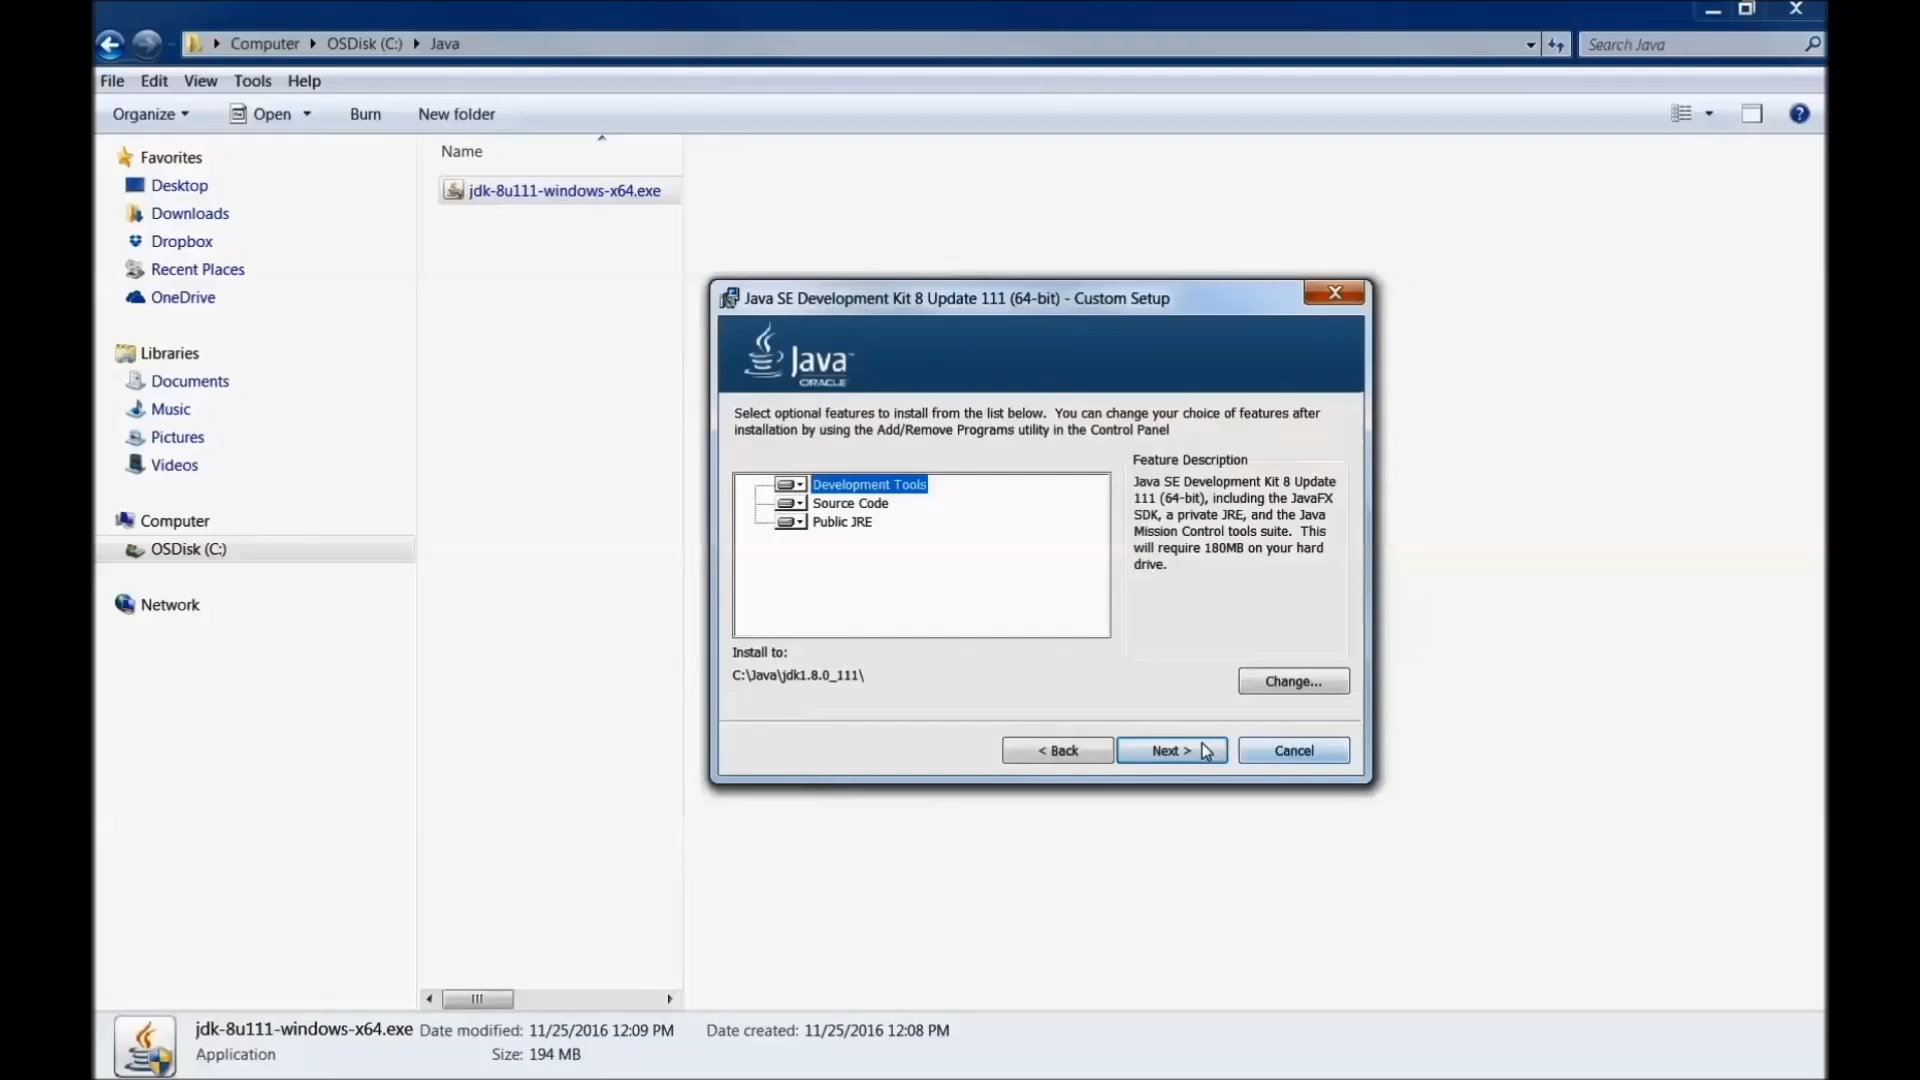 Computer OSDisk (C:) Java
Search Java
File Edit View Tools Help
Organize Open Burn New folder
Favorites
Desktop
Downloads
Dropbox
Recent Places
OneDrive
Libraries
Documents
Music
Pictures
Videos
Computer
OSDisk (C:)
Network
Name
jdk-8u111-windows-x64.exe
Java SE Development Kit 8 Update 111 (64-bit) - Custom Setup
Java™
ORACLE
Select optional features to install from the list below. You can change your choice of features after
installation by using the Add/Remove Programs utility in the Control Panel
Development Tools
Source Code
Public JRE
Feature Description
Java SE Development Kit 8 Update
111 (64-bit), including the JavaFX
SDK, a private JRE, and the Java
Mission Control tools suite. This
will require 180MB on your hard
drive.
Install to:
C:\Java\jdk1.8.0_111\
Change...
< Back Next > Cancel
jdk-8u111-windows-x64.exe Date modified: 11/25/2016 12:09 PM Date created: 11/25/2016 12:08 PM
Application Size: 194 MB